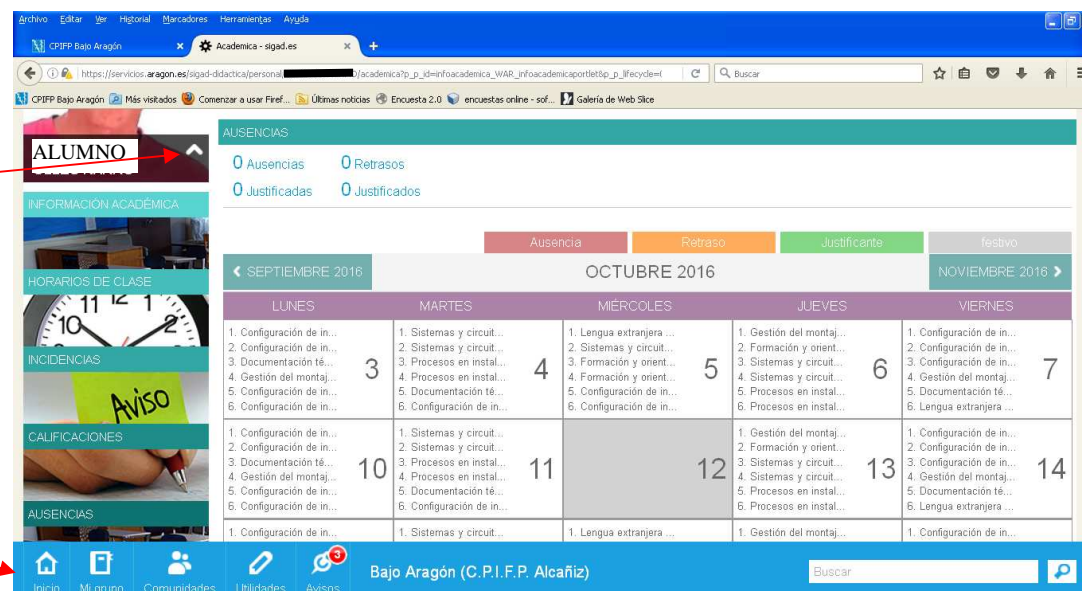 Archivo Editar Ver Historial Marcadores Herramientas Ayuda
CPIFP Bajo Aragón × Academica - sigad.es × +
https://servicios.aragon.es/sigad-didactica/personal, /academica?p_p_id=infoacademica_WAR_infoacademicaportlet&p_p_lifecycle=( Buscar
CPIFP Bajo Aragón Más visitados Comenzar a usar Firef... Últimas noticias Encuesta 2.0 encuestas online - sof... Galería de Web Slice
ALUMNO
INFORMACIÓN ACADÉMICA
HORARIOS DE CLASE
11 12 1
10 2
INCIDENCIAS
Aviso
CALIFICACIONES
AUSENCIAS
AUSENCIAS
0 Ausencias 0 Retrasos
0 Justificadas 0 Justificados
Ausencia Retraso Justificante festivo
SEPTIEMBRE 2016 OCTUBRE 2016 NOVIEMBRE 2016
LUNES MARTES MIÉRCOLES JUEVES VIERNES
1. Configuración de in...
2. Configuración de in...
3. Documentación té...
4. Gestión del montaj...
5. Configuración de in...
6. Configuración de in...
3
1. Sistemas y circuit...
2. Sistemas y circuit...
3. Procesos en instal...
4. Procesos en instal...
5. Documentación té...
6. Configuración de in...
4
1. Lengua extranjera ...
2. Sistemas y circuit...
3. Formación y orient...
4. Formación y orient...
5. Configuración de in...
6. Configuración de in...
5
1. Gestión del montaj...
2. Formación y orient...
3. Sistemas y circuit...
4. Sistemas y circuit...
5. Procesos en instal...
6. Procesos en instal...
6
1. Configuración de in...
2. Configuración de in...
3. Configuración de in...
4. Gestión del montaj...
5. Documentación té...
6. Lengua extranjera ...
7
1. Configuración de in...
2. Configuración de in...
3. Documentación té...
4. Gestión del montaj...
5. Configuración de in...
6. Configuración de in...
10
1. Sistemas y circuit...
2. Sistemas y circuit...
3. Procesos en instal...
4. Procesos en instal...
5. Documentación té...
6. Configuración de in...
11
12
1. Gestión del montaj...
2. Formación y orient...
3. Sistemas y circuit...
4. Sistemas y circuit...
5. Procesos en instal...
6. Procesos en instal...
13
1. Configuración de in...
2. Configuración de in...
3. Configuración de in...
4. Gestión del montaj...
5. Documentación té...
6. Lengua extranjera ...
14
1. Configuración de in...
1. Sistemas y circuit...
1. Lengua extranjera ...
1. Gestión del montaj...
1. Configuración de in...
Inicio Mi grupo Comunidades Utilidades Avisos 3
Bajo Aragón (C.P.I.F.P. Alcañiz)
Buscar